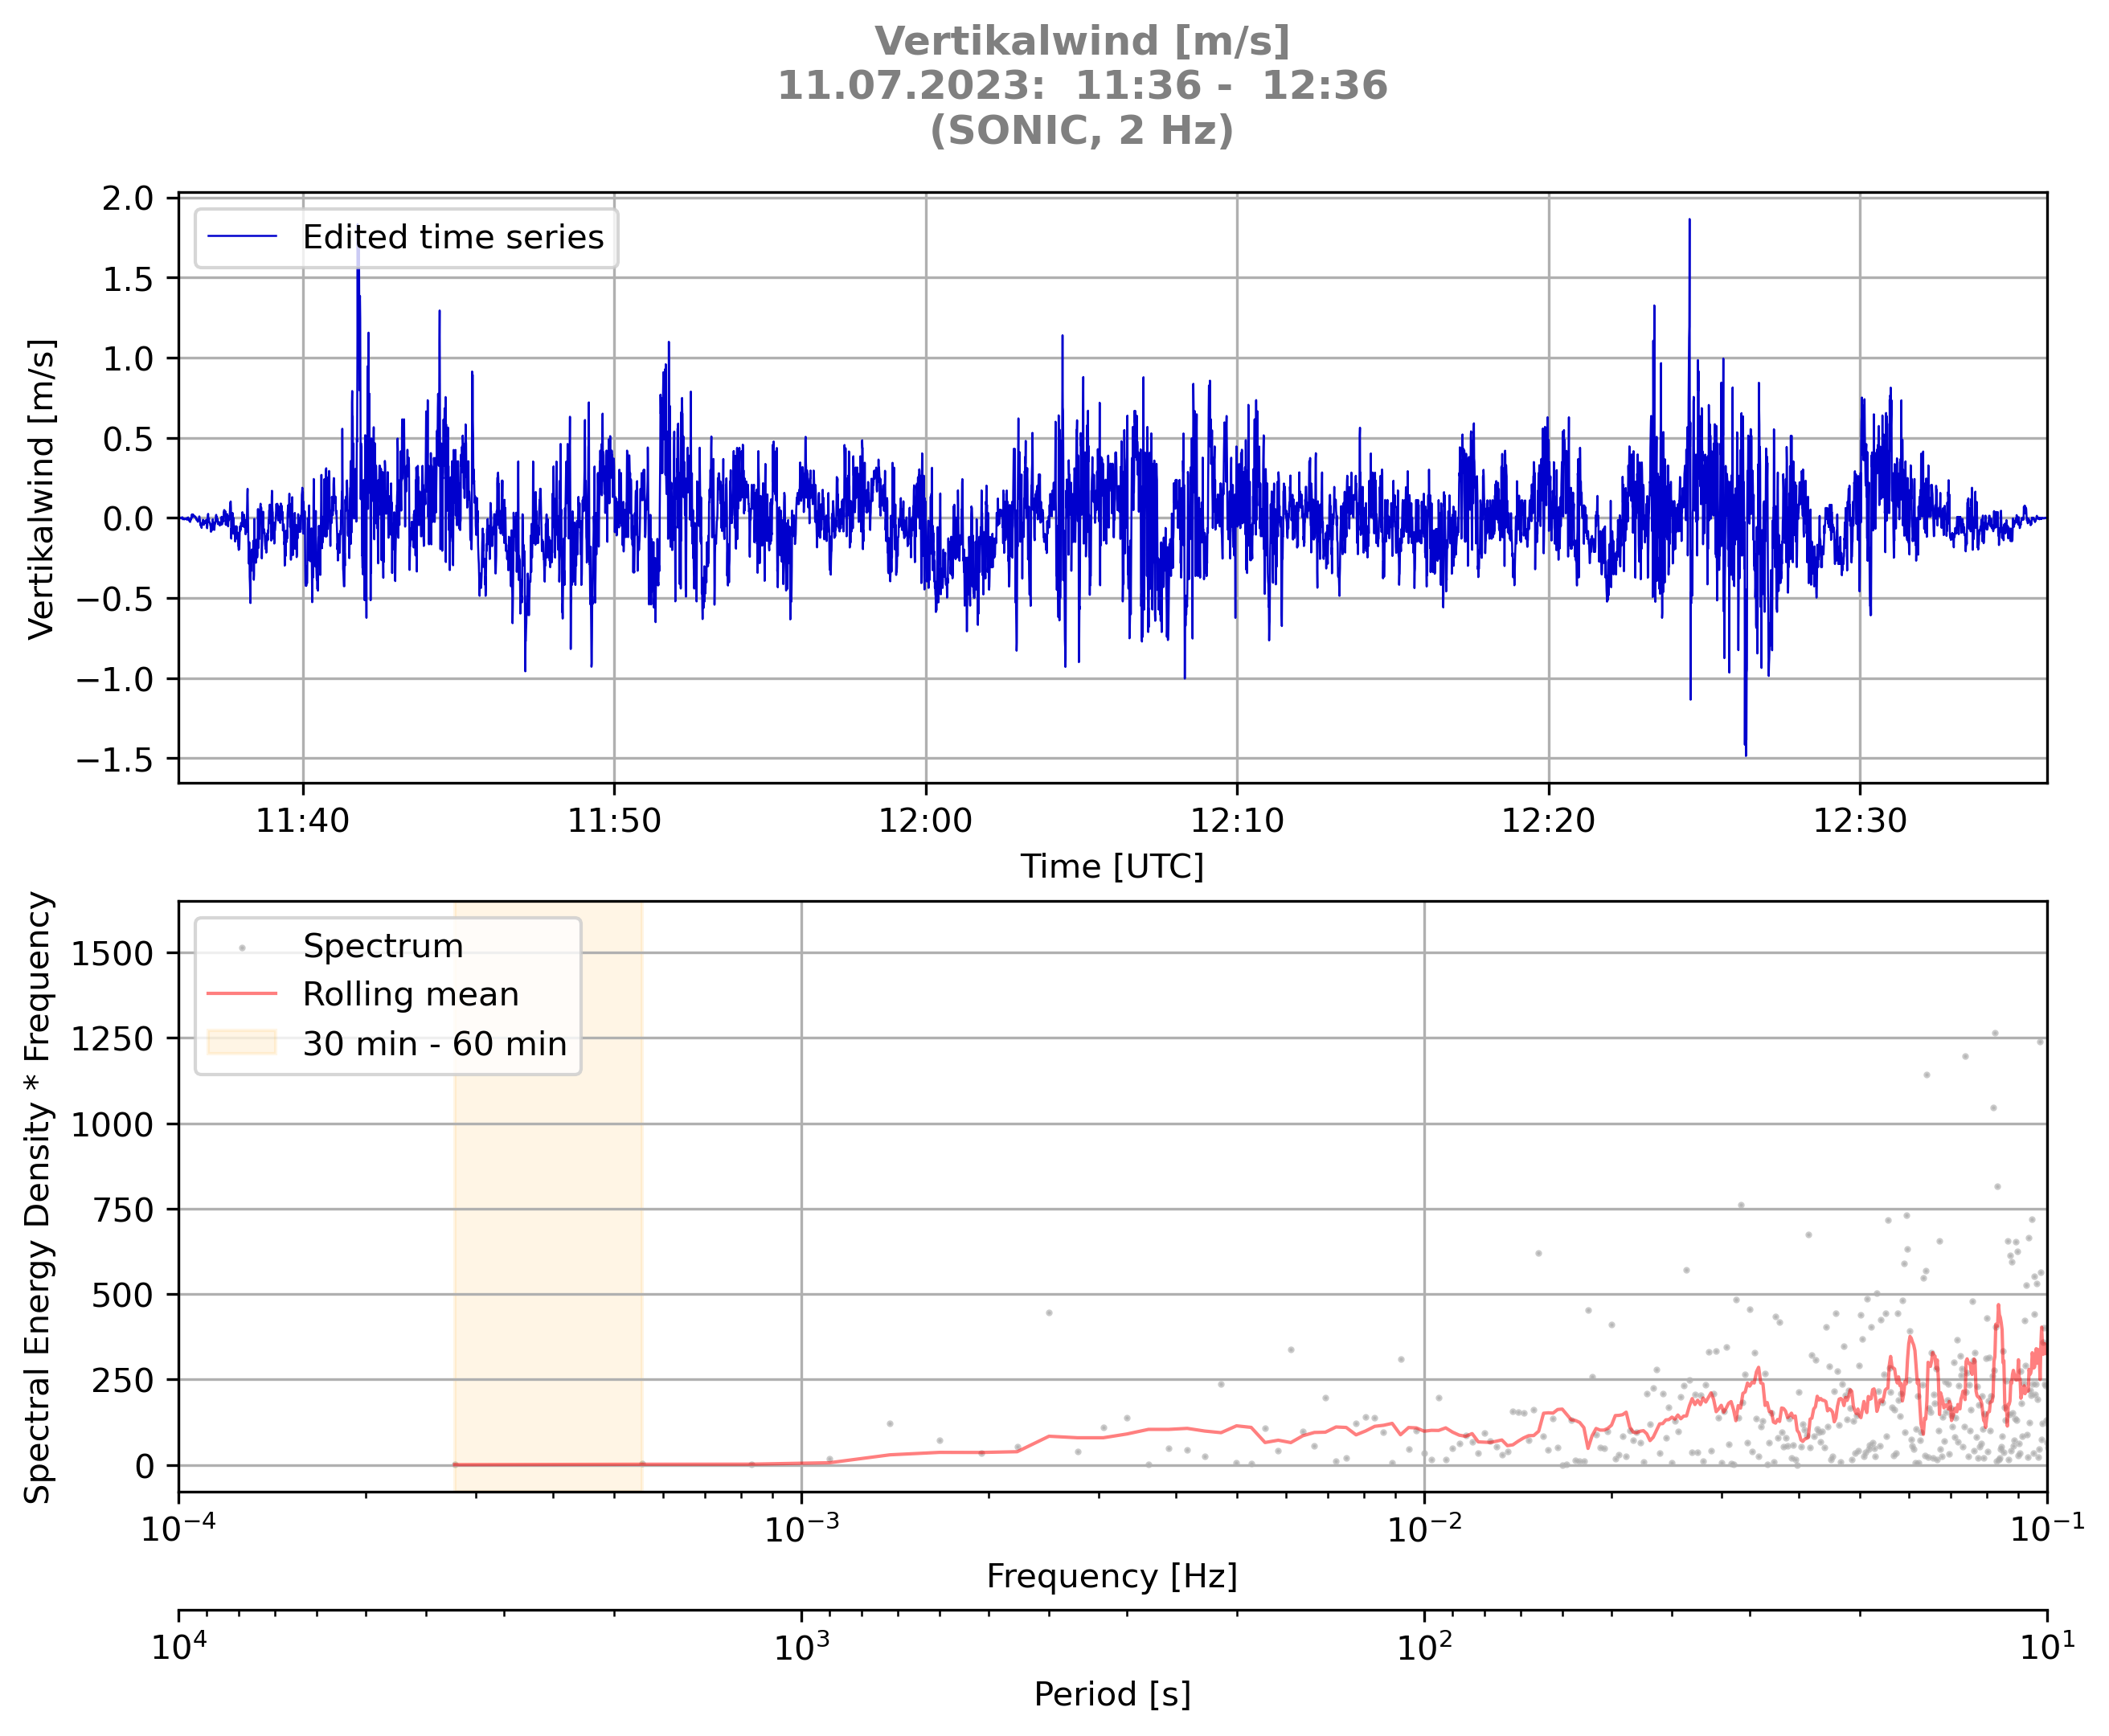 Vertikalwind [m/s]
11.07.2023:  11:36 -  12:36
(SONIC, 2 Hz)
Edited time series
2.0
1.5
1.0
0.5
0.0
−0.5
−1.0
−1.5
Vertikalwind [m/s]
11:40
11:50
12:00
12:10
12:20
12:30
Time [UTC]
Spectrum
Rolling mean
30 min - 60 min
1500
1250
1000
750
500
250
0
Spectral Energy Density * Frequency
10⁻⁴
10⁻³
10⁻²
10⁻¹
Frequency [Hz]
10⁴
10³
10²
10¹
Period [s]